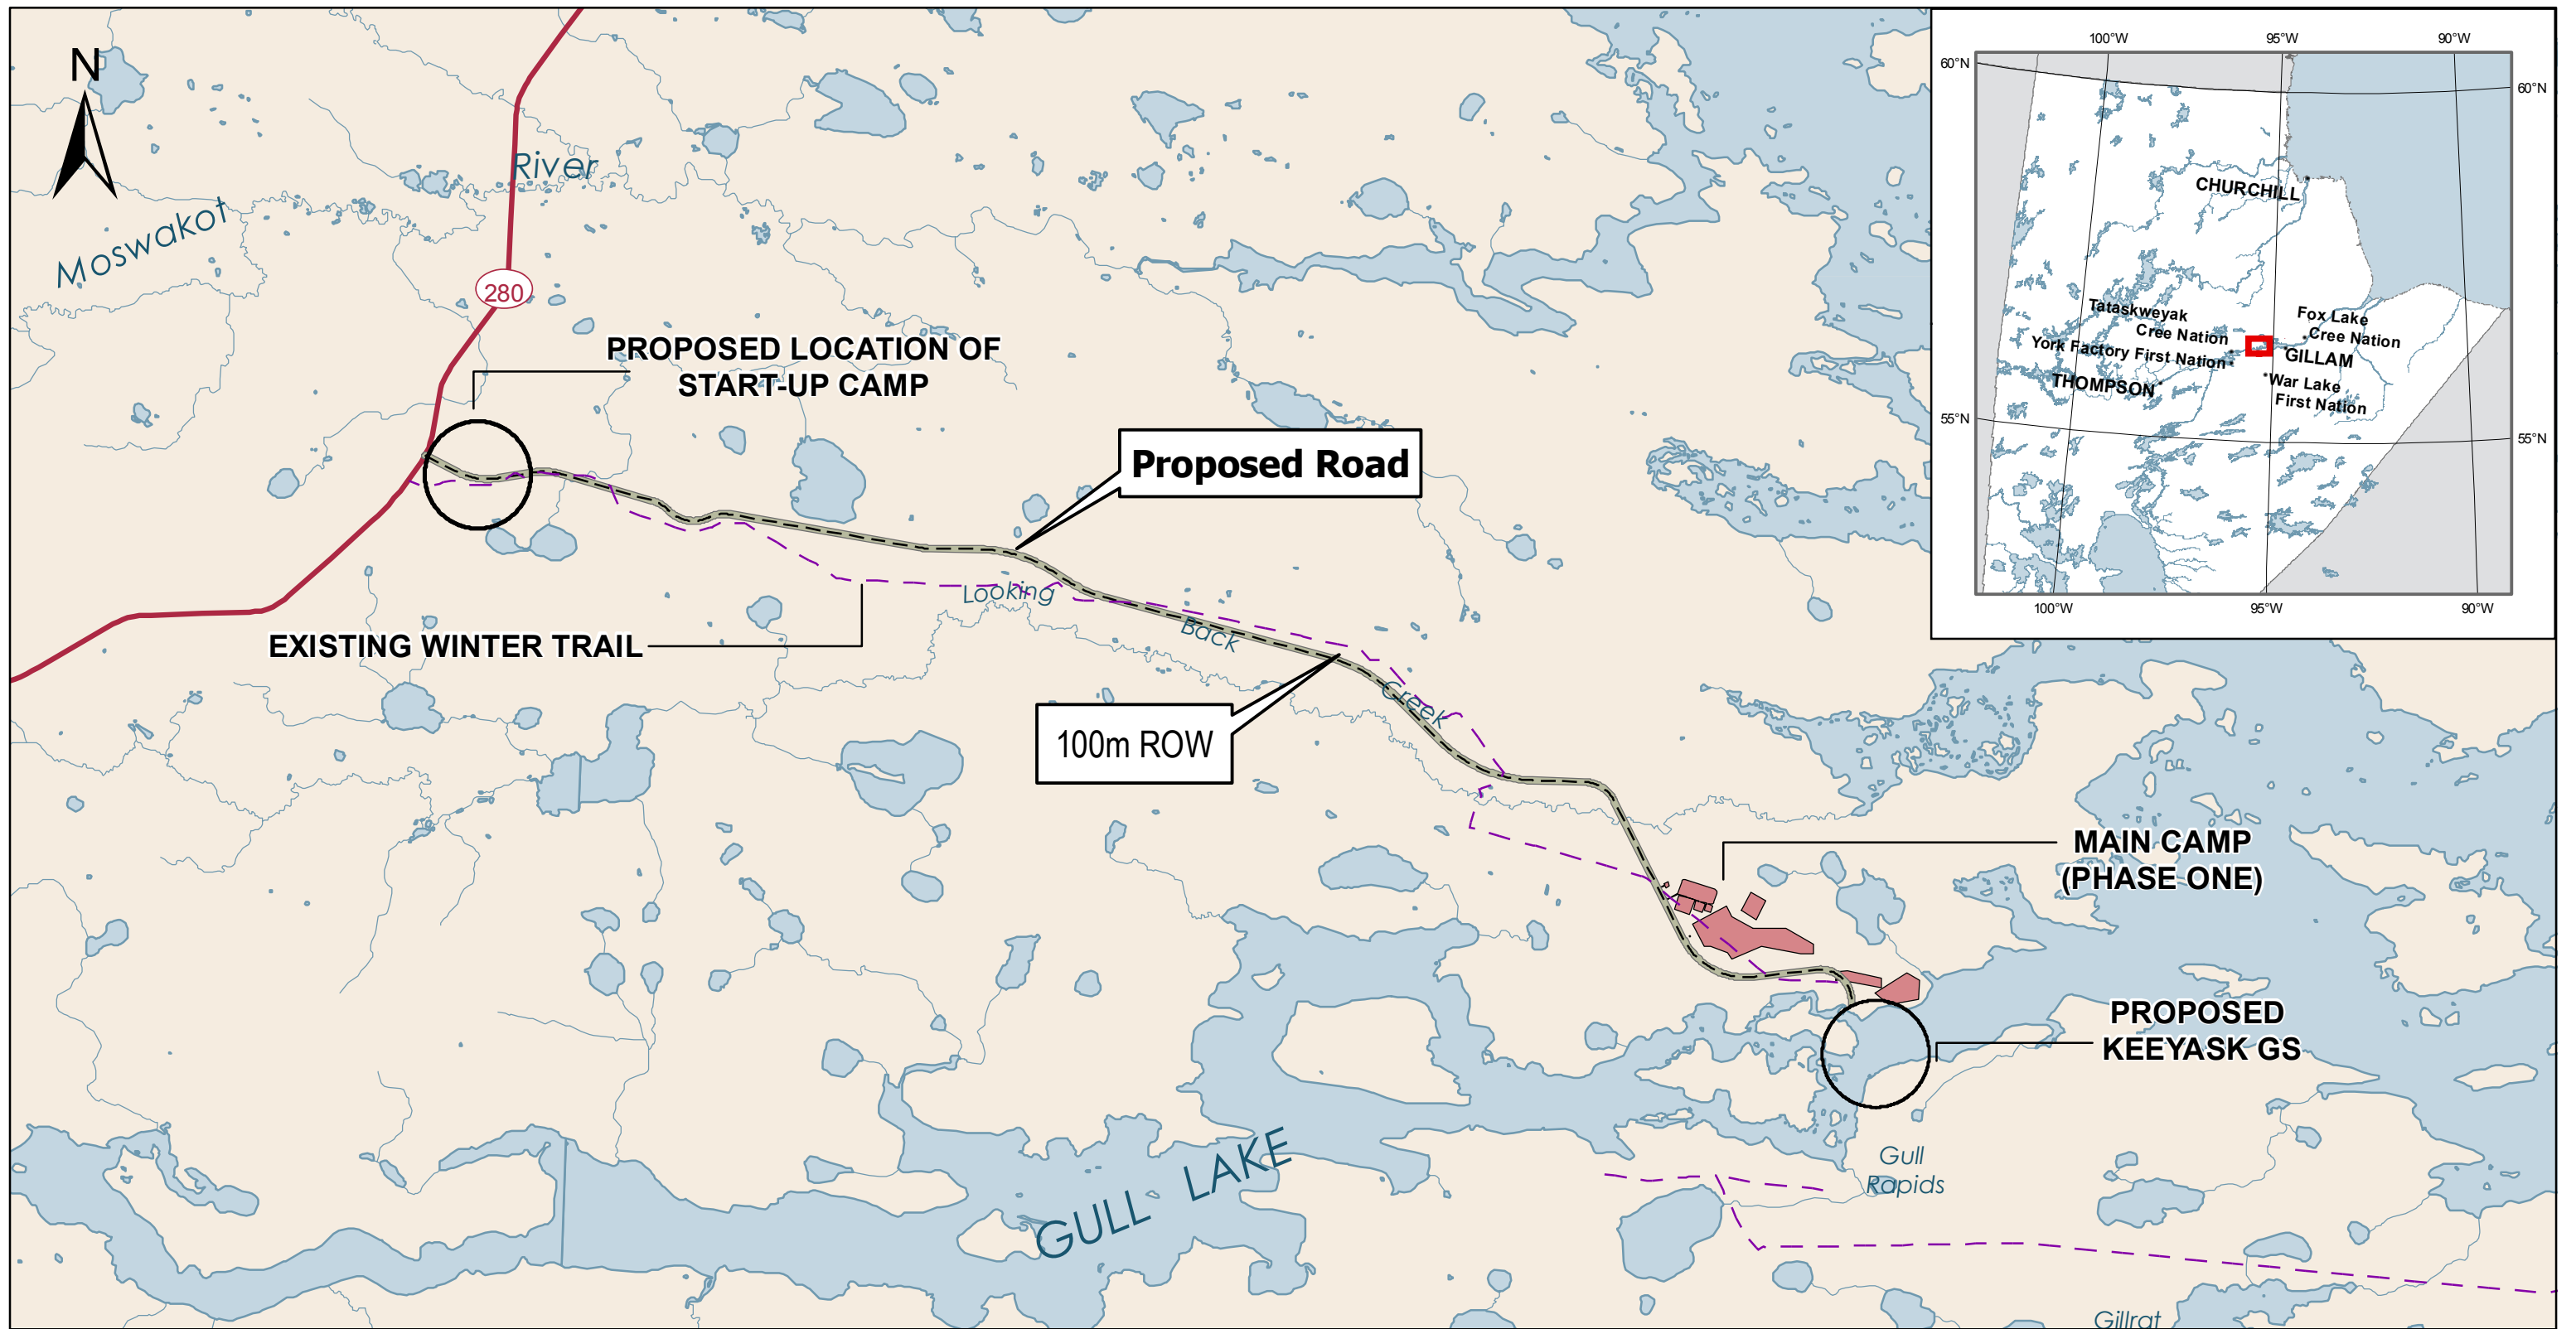 N
Moswakot
River
280
PROPOSED LOCATION OF
START-UP CAMP
Proposed Road
Looking
Back
Creek
EXISTING WINTER TRAIL
100m ROW
MAIN CAMP
(PHASE ONE)
PROPOSED
KEEYASK GS
GULL LAKE
Gull
Rapids
Gillrat
100°W
95°W
90°W
60°N
60°N
CHURCHILL
Tataskweyak
Cree Nation
York Factory First Nation
THOMPSON
Fox Lake
Cree Nation
GILLAM
War Lake
First Nation
55°N
55°N
100°W
95°W
90°W